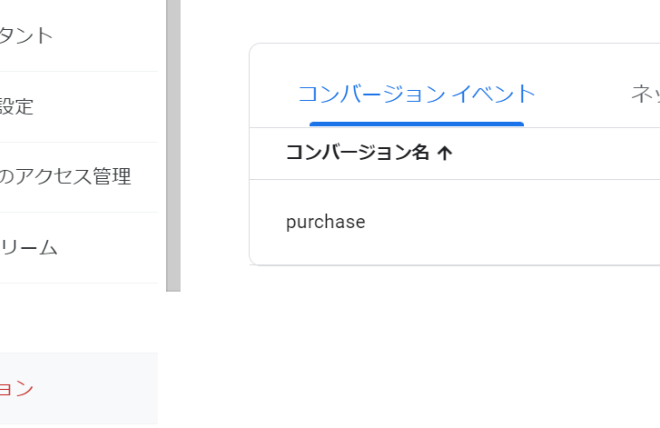 タント
設定
のアクセス管理
リーム
ョン
コンバージョン イベント
ネッ
コンバージョン名 ↑
purchase